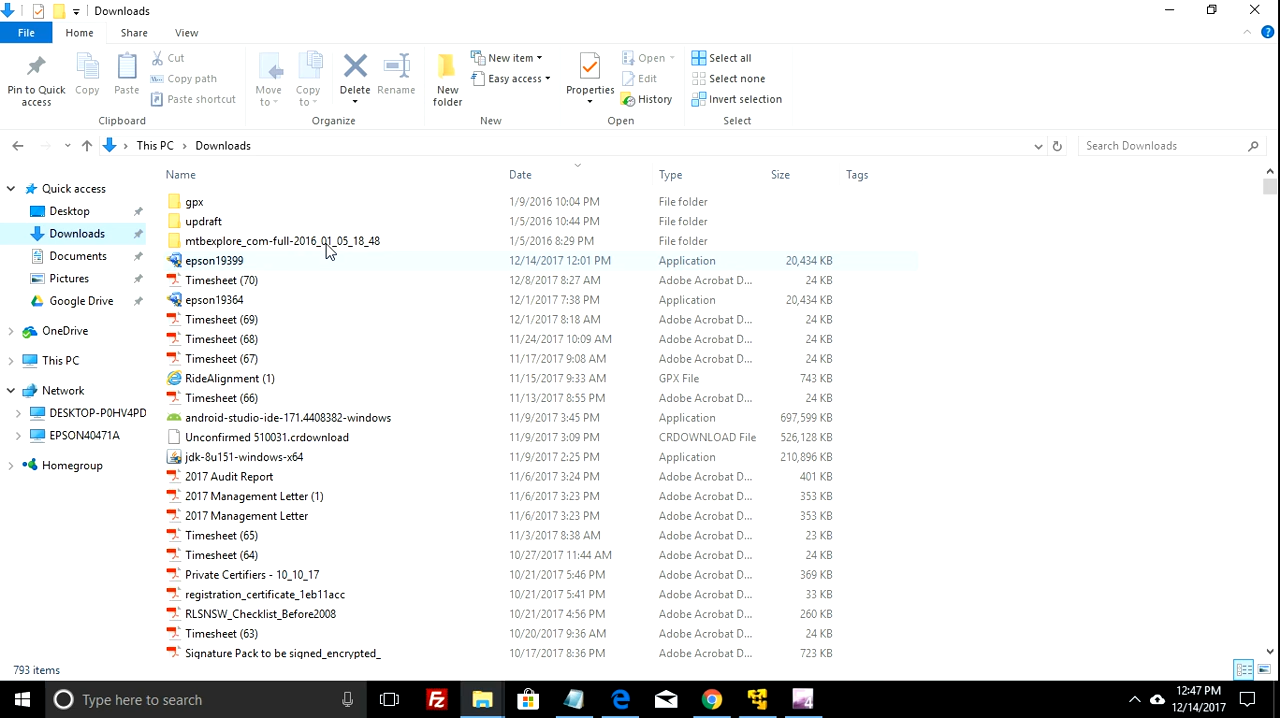 Downloads
File Home Share View
Pin to Quick access
Copy
Paste
Cut
Copy path
Paste shortcut
Clipboard
Move to
Copy to
Delete
Rename
Organize
New folder
New item
Easy access
New
Properties
Open
Edit
History
Open
Select all
Select none
Invert selection
Select
This PC Downloads
Search Downloads
Quick access
Desktop
Downloads
Documents
Pictures
Google Drive
OneDrive
This PC
Network
DESKTOP-P0HV4PD
EPSON40471A
Homegroup
Name Date Type Size Tags
gpx 1/9/2016 10:04 PM File folder
updraft 1/5/2016 10:44 PM File folder
mtbexplore_com-full-2016_01_05_18_48 1/5/2016 8:29 PM File folder
epson19399 12/14/2017 12:01 PM Application 20,434 KB
Timesheet (70) 12/8/2017 8:27 AM Adobe Acrobat D... 24 KB
epson19364 12/1/2017 7:38 PM Application 20,434 KB
Timesheet (69) 12/1/2017 8:18 AM Adobe Acrobat D... 24 KB
Timesheet (68) 11/24/2017 10:09 AM Adobe Acrobat D... 24 KB
Timesheet (67) 11/17/2017 9:08 AM Adobe Acrobat D... 24 KB
RideAlignment (1) 11/15/2017 9:33 AM GPX File 743 KB
Timesheet (66) 11/13/2017 8:55 PM Adobe Acrobat D... 24 KB
android-studio-ide-171.4408382-windows 11/9/2017 3:45 PM Application 697,599 KB
Unconfirmed 510031.crdownload 11/9/2017 3:09 PM CRDOWNLOAD File 526,128 KB
jdk-8u151-windows-x64 11/9/2017 2:25 PM Application 210,896 KB
2017 Audit Report 11/6/2017 3:24 PM Adobe Acrobat D... 401 KB
2017 Management Letter (1) 11/6/2017 3:23 PM Adobe Acrobat D... 353 KB
2017 Management Letter 11/6/2017 3:23 PM Adobe Acrobat D... 353 KB
Timesheet (65) 11/3/2017 8:38 AM Adobe Acrobat D... 23 KB
Timesheet (64) 10/27/2017 11:44 AM Adobe Acrobat D... 24 KB
Private Certifiers - 10_10_17 10/21/2017 5:46 PM Adobe Acrobat D... 369 KB
registration_certificate_1eb11acc 10/21/2017 5:41 PM Adobe Acrobat D... 33 KB
RLSNSW_Checklist_Before2008 10/21/2017 4:56 PM Adobe Acrobat D... 260 KB
Timesheet (63) 10/20/2017 9:36 AM Adobe Acrobat D... 24 KB
Signature Pack to be signed_encrypted_ 10/17/2017 8:36 PM Adobe Acrobat D... 723 KB
793 items
Type here to search
12:47 PM
12/14/2017